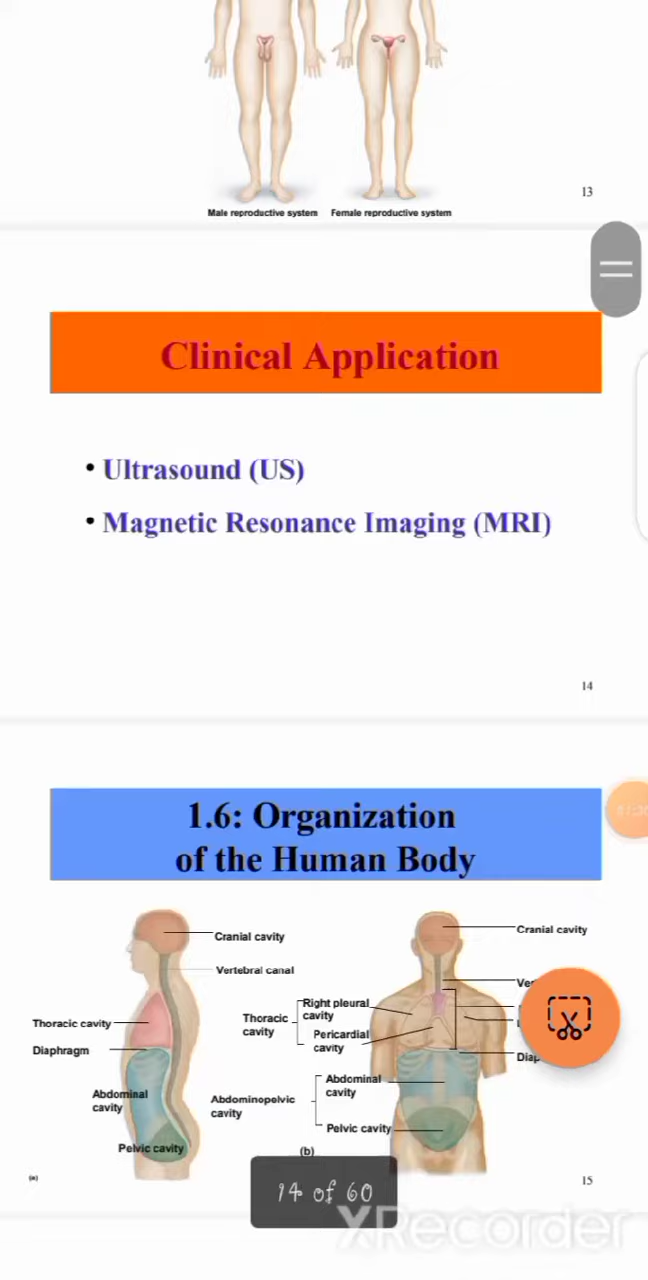 13
Male reproductive system Female reproductive system
Clinical Application
• Ultrasound (US)
• Magnetic Resonance Imaging (MRI)
14
1.6: Organization
of the Human Body
Cranial cavity
Vertebral canal
Thoracic cavity
Diaphragm
Abdominal
cavity
Pelvic cavity
(a)
Cranial cavity
Thoracic
cavity
Right pleural
cavity
Pericardial
cavity
Abdominopelvic
cavity
Abdominal
cavity
Pelvic cavity
(b)
15
14 of 60
XRecorder